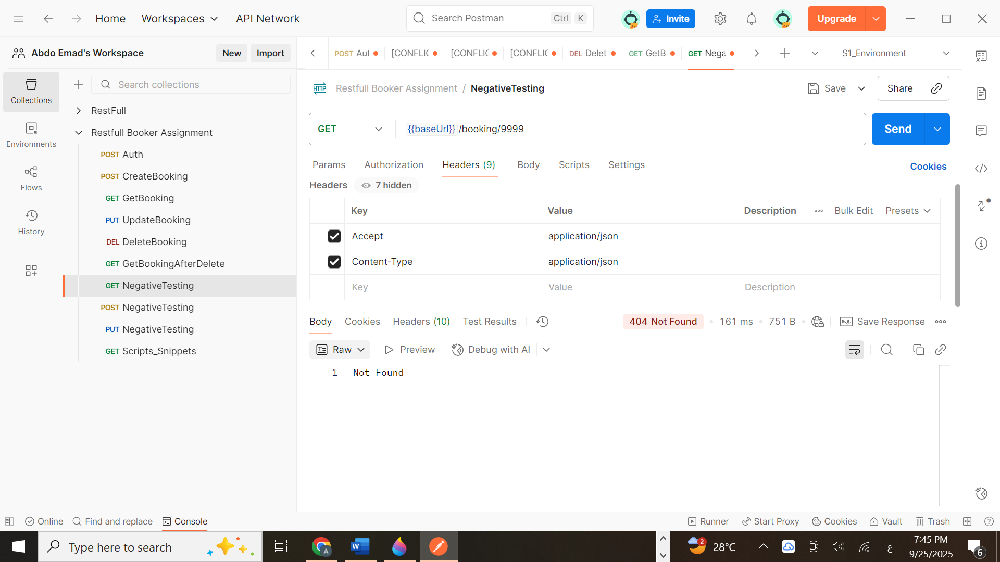 Home
Workspaces
API Network
Search Postman
Ctrl
K
Invite
Upgrade
Abdo Emad's Workspace
New
Import
POST Aut
[CONFLIC
[CONFLIC
[CONFLIC
DEL Delet
GET GetB
GET Nega
S1_Environment
Collections
Environments
Flows
History
Search collections
RestFull
Restfull Booker Assignment
POST Auth
POST CreateBooking
GET GetBooking
PUT UpdateBooking
DEL DeleteBooking
GET GetBookingAfterDelete
GET NegativeTesting
POST NegativeTesting
PUT NegativeTesting
GET Scripts_Snippets
HTTP
Restfull Booker Assignment / NegativeTesting
Save
Share
GET
{{baseUrl}} /booking/9999
Send
Params
Authorization
Headers (9)
Body
Scripts
Settings
Cookies
Headers
7 hidden
Key
Value
Description
Bulk Edit
Presets
Accept
application/json
Content-Type
application/json
Key
Value
Description
Body
Cookies
Headers (10)
Test Results
404 Not Found
161 ms
751 B
e.g.
Save Response
Raw
Preview
Debug with AI
1 Not Found
Online
Find and replace
Console
Runner
Start Proxy
Cookies
Vault
Trash
Type here to search
A
W
2
28°C
ع
7:45 PM
9/25/2025
6